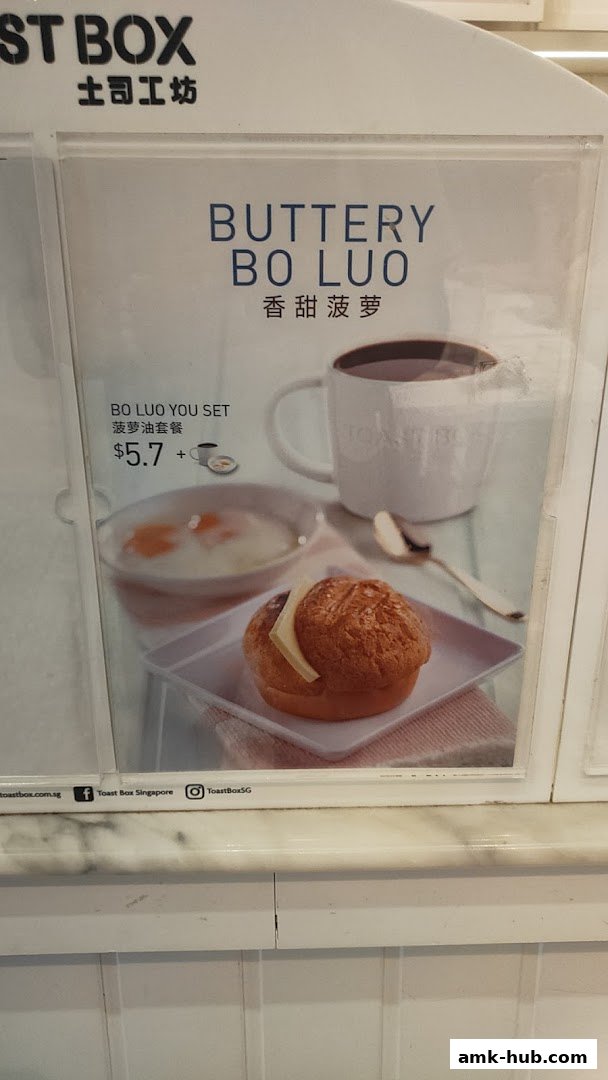 ST BOX
土司工坊
BUTTERY
BO LUO
香甜菠萝
BO LUO YOU SET
菠萝油套餐
$5.7 +
toastbox.com.sg
Toast Box Singapore
ToastBoxSG
amk-hub.com